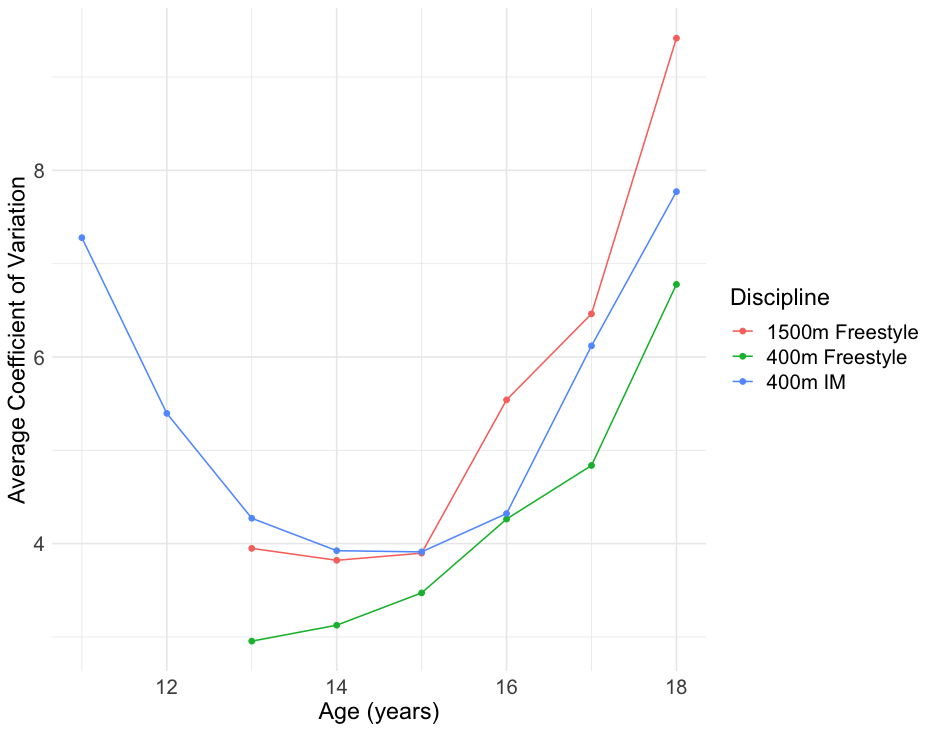 Average Coefficient of Variation
8
6
4
12 14 16 18
Age (years)
Discipline
1500m Freestyle
400m Freestyle
400m IM